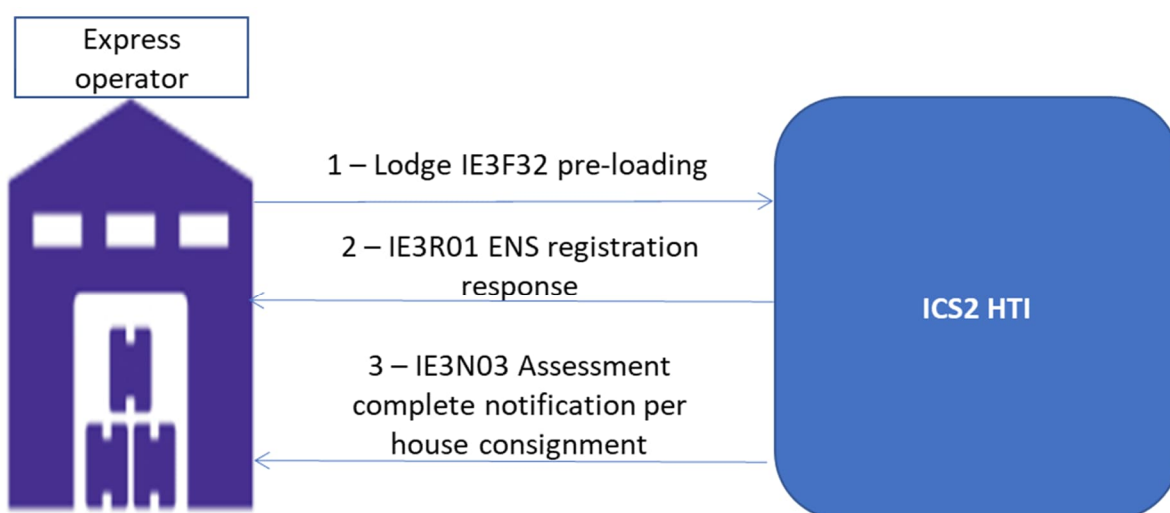 Express
operator
1 – Lodge IE3F32 pre-loading
2 – IE3R01 ENS registration
response
ICS2 HTI
3 – IE3N03 Assessment
complete notification per
house consignment